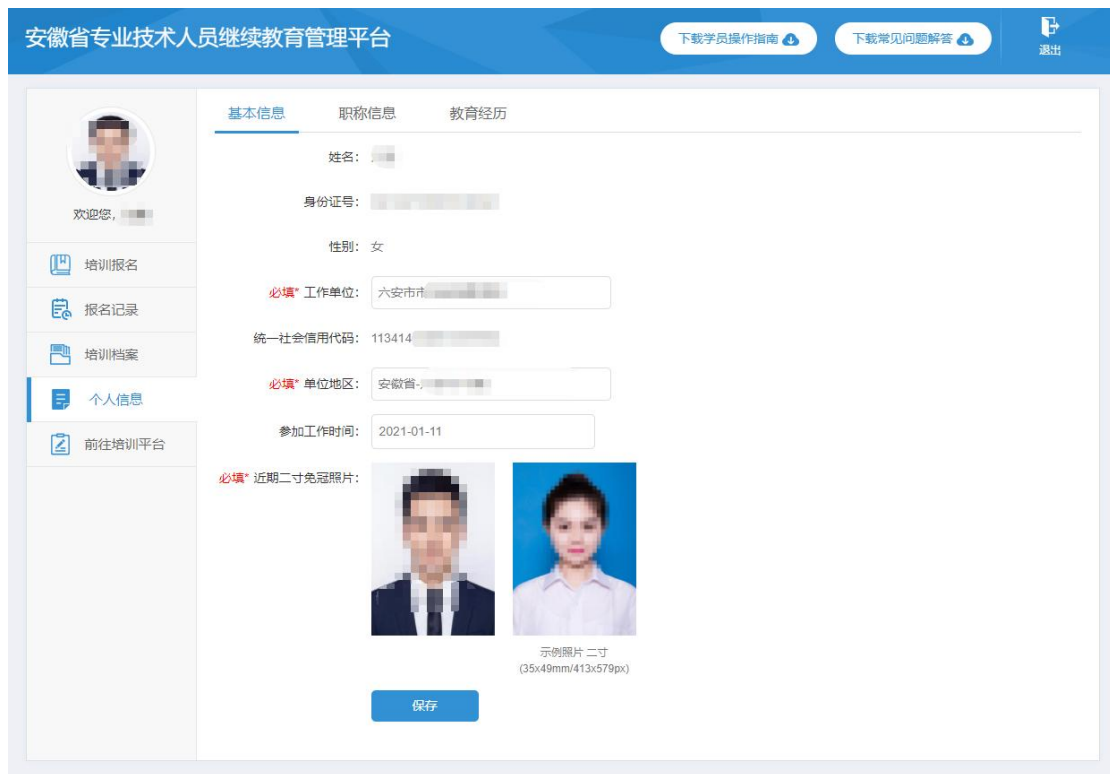 安徽省专业技术人员继续教育管理平台
下载学员操作指南
下载常见问题解答
退出
欢迎您，
培训报名
报名记录
培训档案
个人信息
前往培训平台
基本信息 职称信息 教育经历
姓名：
身份证号：
性别： 女
必填* 工作单位： 六安市市
统一社会信用代码： 113414
必填* 单位地区： 安徽省-
参加工作时间： 2021-01-11
必填* 近期二寸免冠照片：
示例照片 二寸
(35x49mm/413x579px)
保存